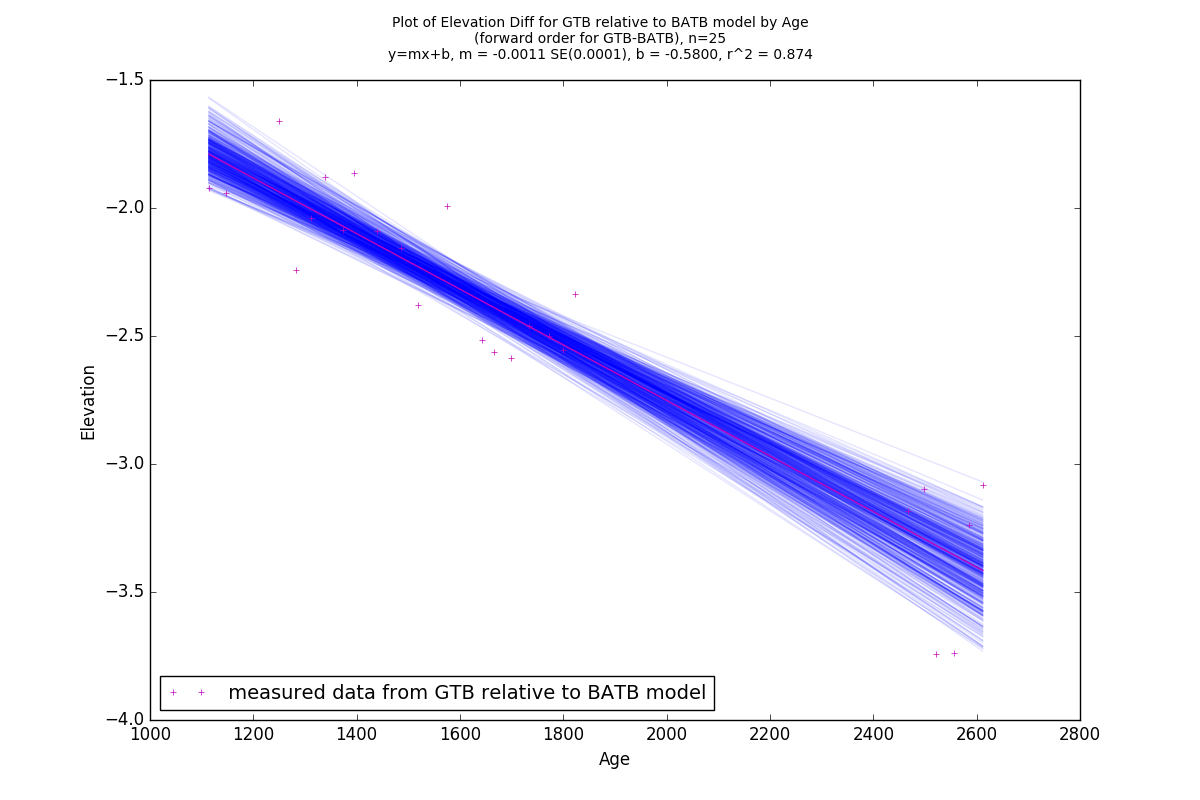 Plot of Elevation Diff for GTB relative to BATB model by Age
(forward order for GTB-BATB), n=25
y=mx+b, m = -0.0011 SE(0.0001), b = -0.5800, r^2 = 0.874
−1.5
−2.0
−2.5
−3.0
−3.5
−4.0
Elevation
measured data from GTB relative to BATB model
1000 1200 1400 1600 1800 2000 2200 2400 2600 2800
Age